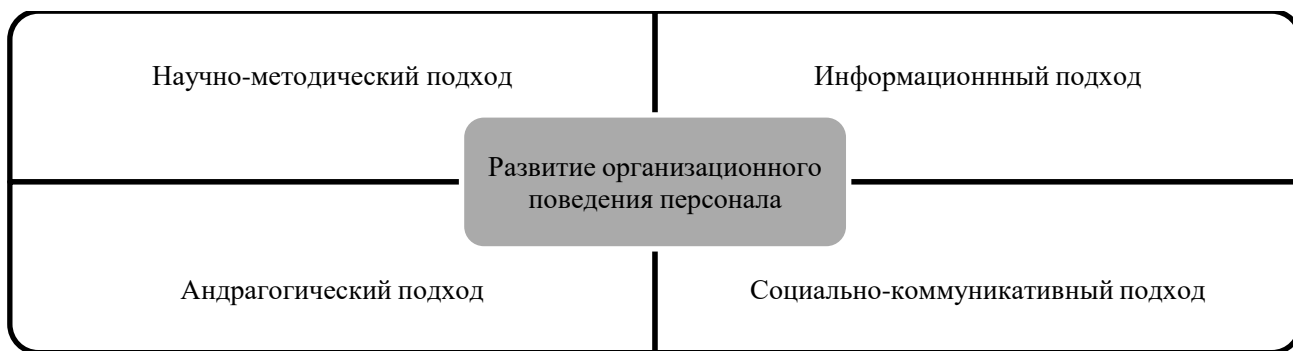 Научно-методический подход
Информационнный подход
Развитие организационного
поведения персонала
Андрагогический подход
Социально-коммуникативный подход